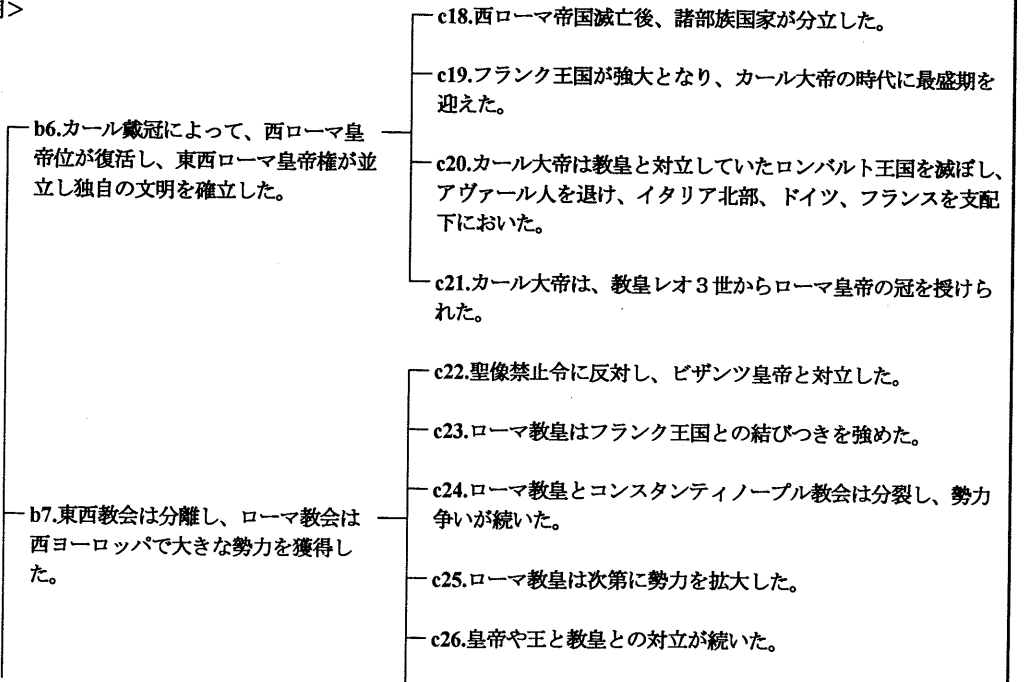 >
c18.西ローマ帝国滅亡後、諸部族国家が分立した。
c19.フランク王国が強大となり、カール大帝の時代に最盛期を
迎えた。
b6.カール戴冠によって、西ローマ皇
帝位が復活し、東西ローマ皇帝権が並
立し独自の文明を確立した。
c20.カール大帝は教皇と対立していたロンバルト王国を滅ぼし、
アヴァール人を退け、イタリア北部、ドイツ、フランスを支配
下においた。
c21.カール大帝は、教皇レオ3世からローマ皇帝の冠を授けら
れた。
c22.聖像禁止令に反対し、ビザンツ皇帝と対立した。
c23.ローマ教皇はフランク王国との結びつきを強めた。
c24.ローマ教皇とコンスタンティノープル教会は分裂し、勢力
争いが続いた。
b7.東西教会は分離し、ローマ教会は
西ヨーロッパで大きな勢力を獲得し
た。
c25.ローマ教皇は次第に勢力を拡大した。
c26.皇帝や王と教皇との対立が続いた。